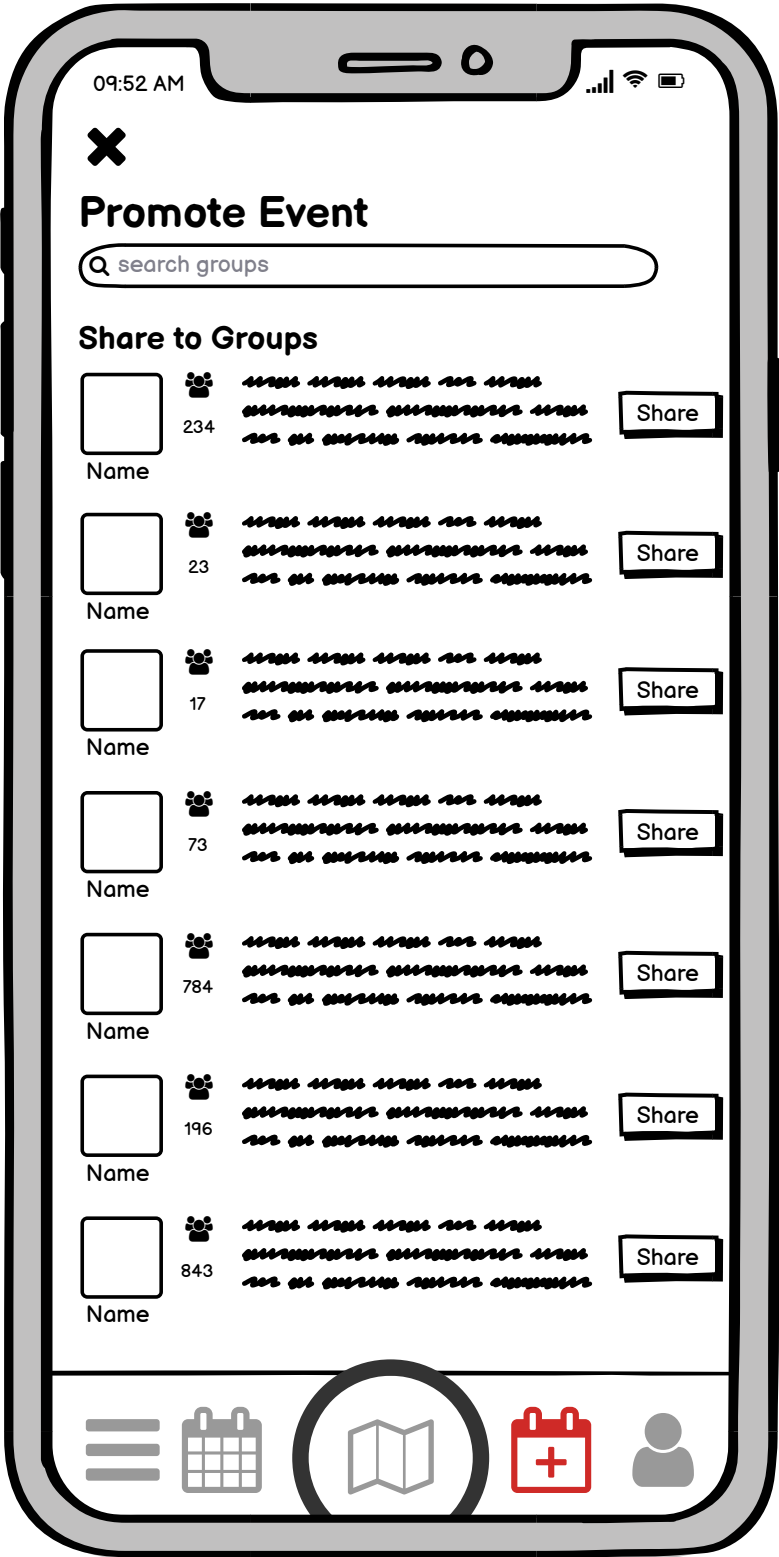 09:52 AM
Promote Event
search groups
Share to Groups
234
Share
Name
23
Share
Name
17
Share
Name
73
Share
Name
784
Share
Name
196
Share
Name
843
Share
Name